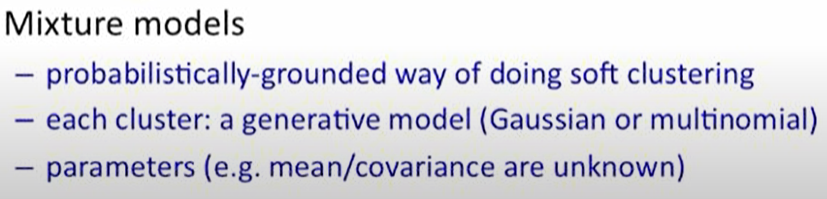 Mixture models
– probabilistically-grounded way of doing soft clustering
– each cluster: a generative model (Gaussian or multinomial)
– parameters (e.g. mean/covariance are unknown)